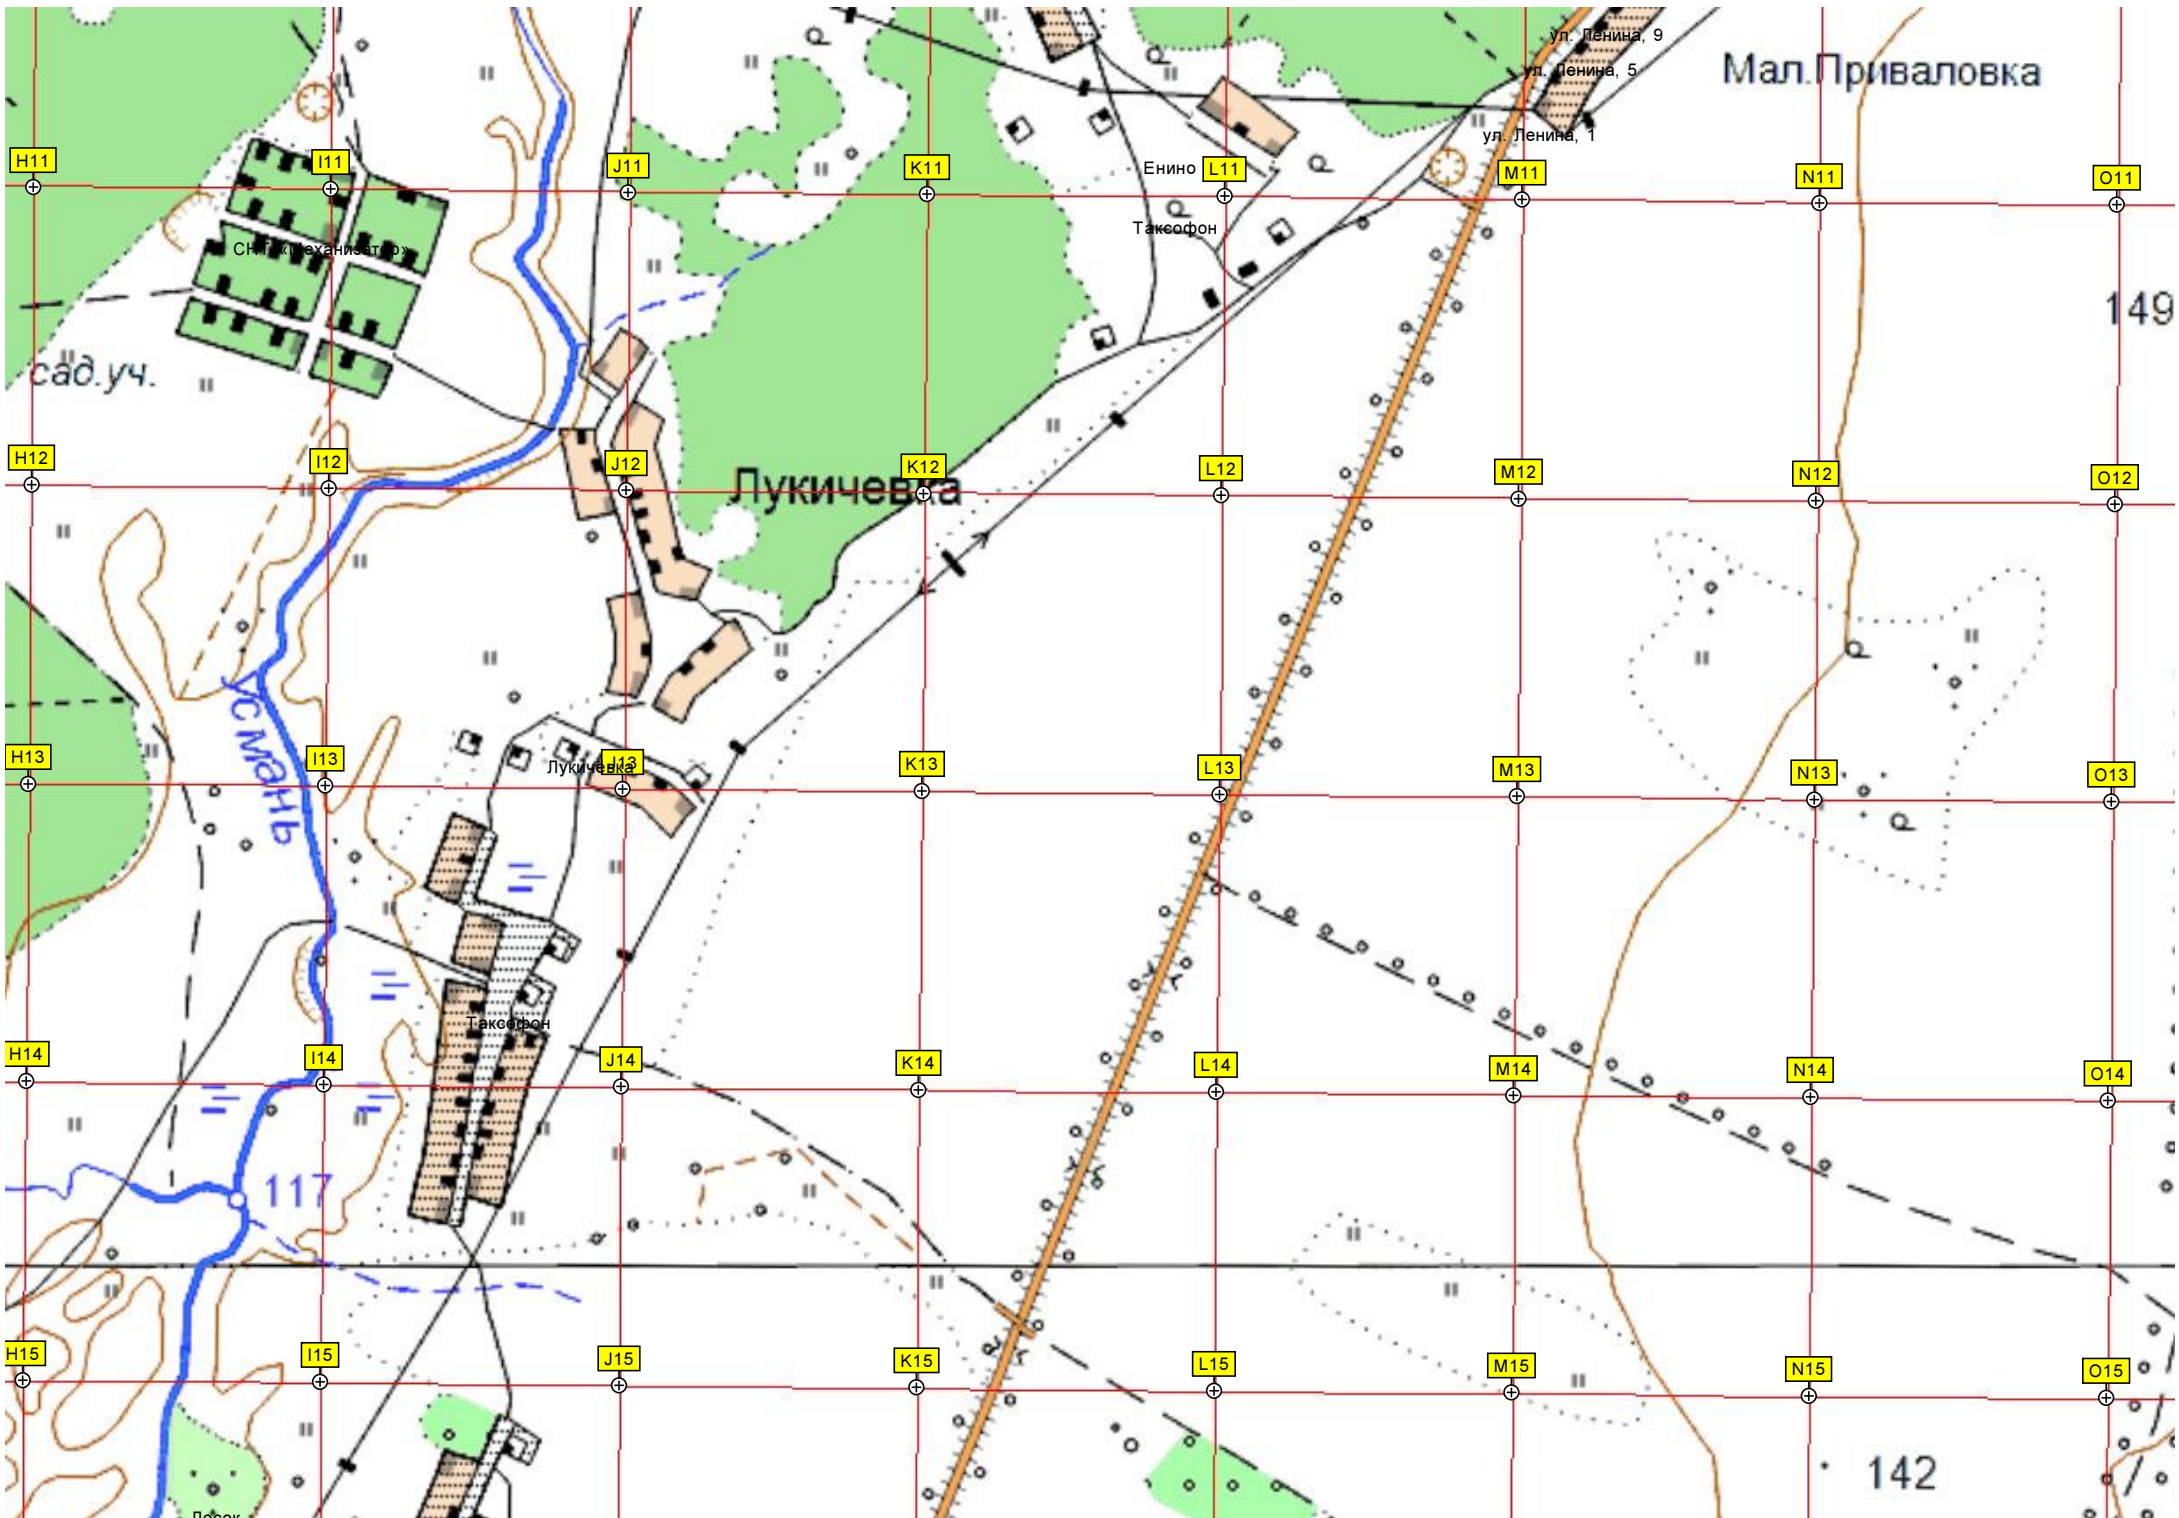 ул. Ленина, 9
Мал.Приваловка
ул. Ленина, 5
ул. Ленина, 1
H11
I11
J11
K11
Енино
L11
M11
N11
O11
Таксофон
СНТ «Механизатор»
149
сад.уч.
H12
I12
J12
Лукичевка
K12
L12
M12
N12
O12
Усмань
H13
I13
Лукичевка
J13
K13
L13
M13
N13
O13
Таксофон
H14
I14
J14
K14
L14
M14
N14
O14
117
H15
I15
J15
K15
L15
M15
N15
O15
142